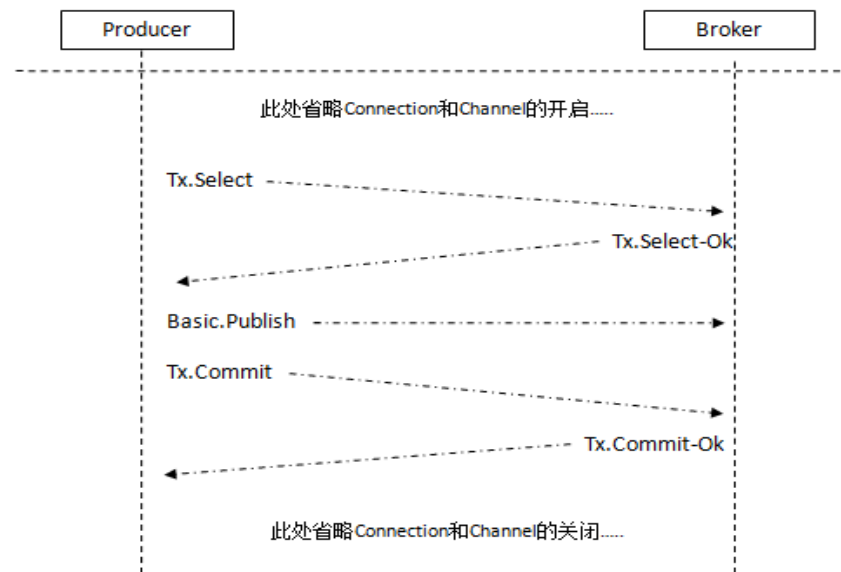 Producer
Broker
此处省略Connection和Channel的开启......
Tx.Select
Tx.Select-Ok
Basic.Publish
Tx.Commit
Tx.Commit-Ok
此处省略Connection和Channel的关闭......